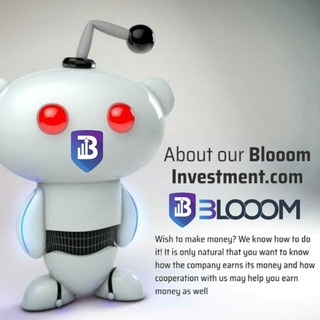 About our Blooom
Investment.com
BLOOOM
Wish to make money? We know how to do
it! It is only natural that you want to know
how the company earns its money and how
cooperation with us may help you earn
money as well